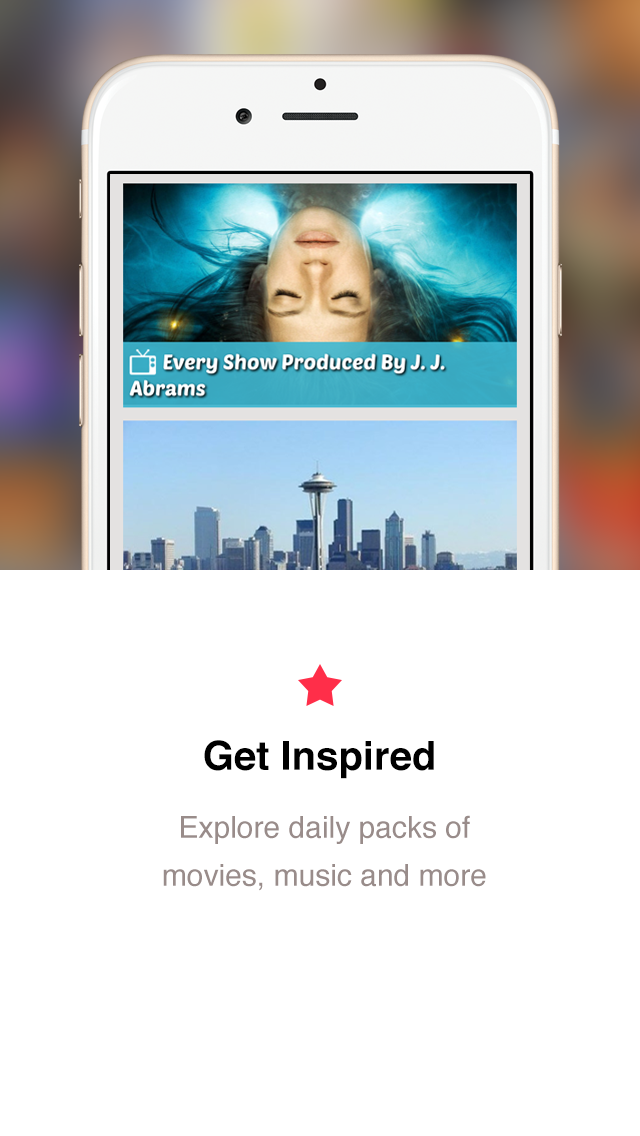 Every Show Produced By J. J.
Abrams
Get Inspired
Explore daily packs of
movies, music and more